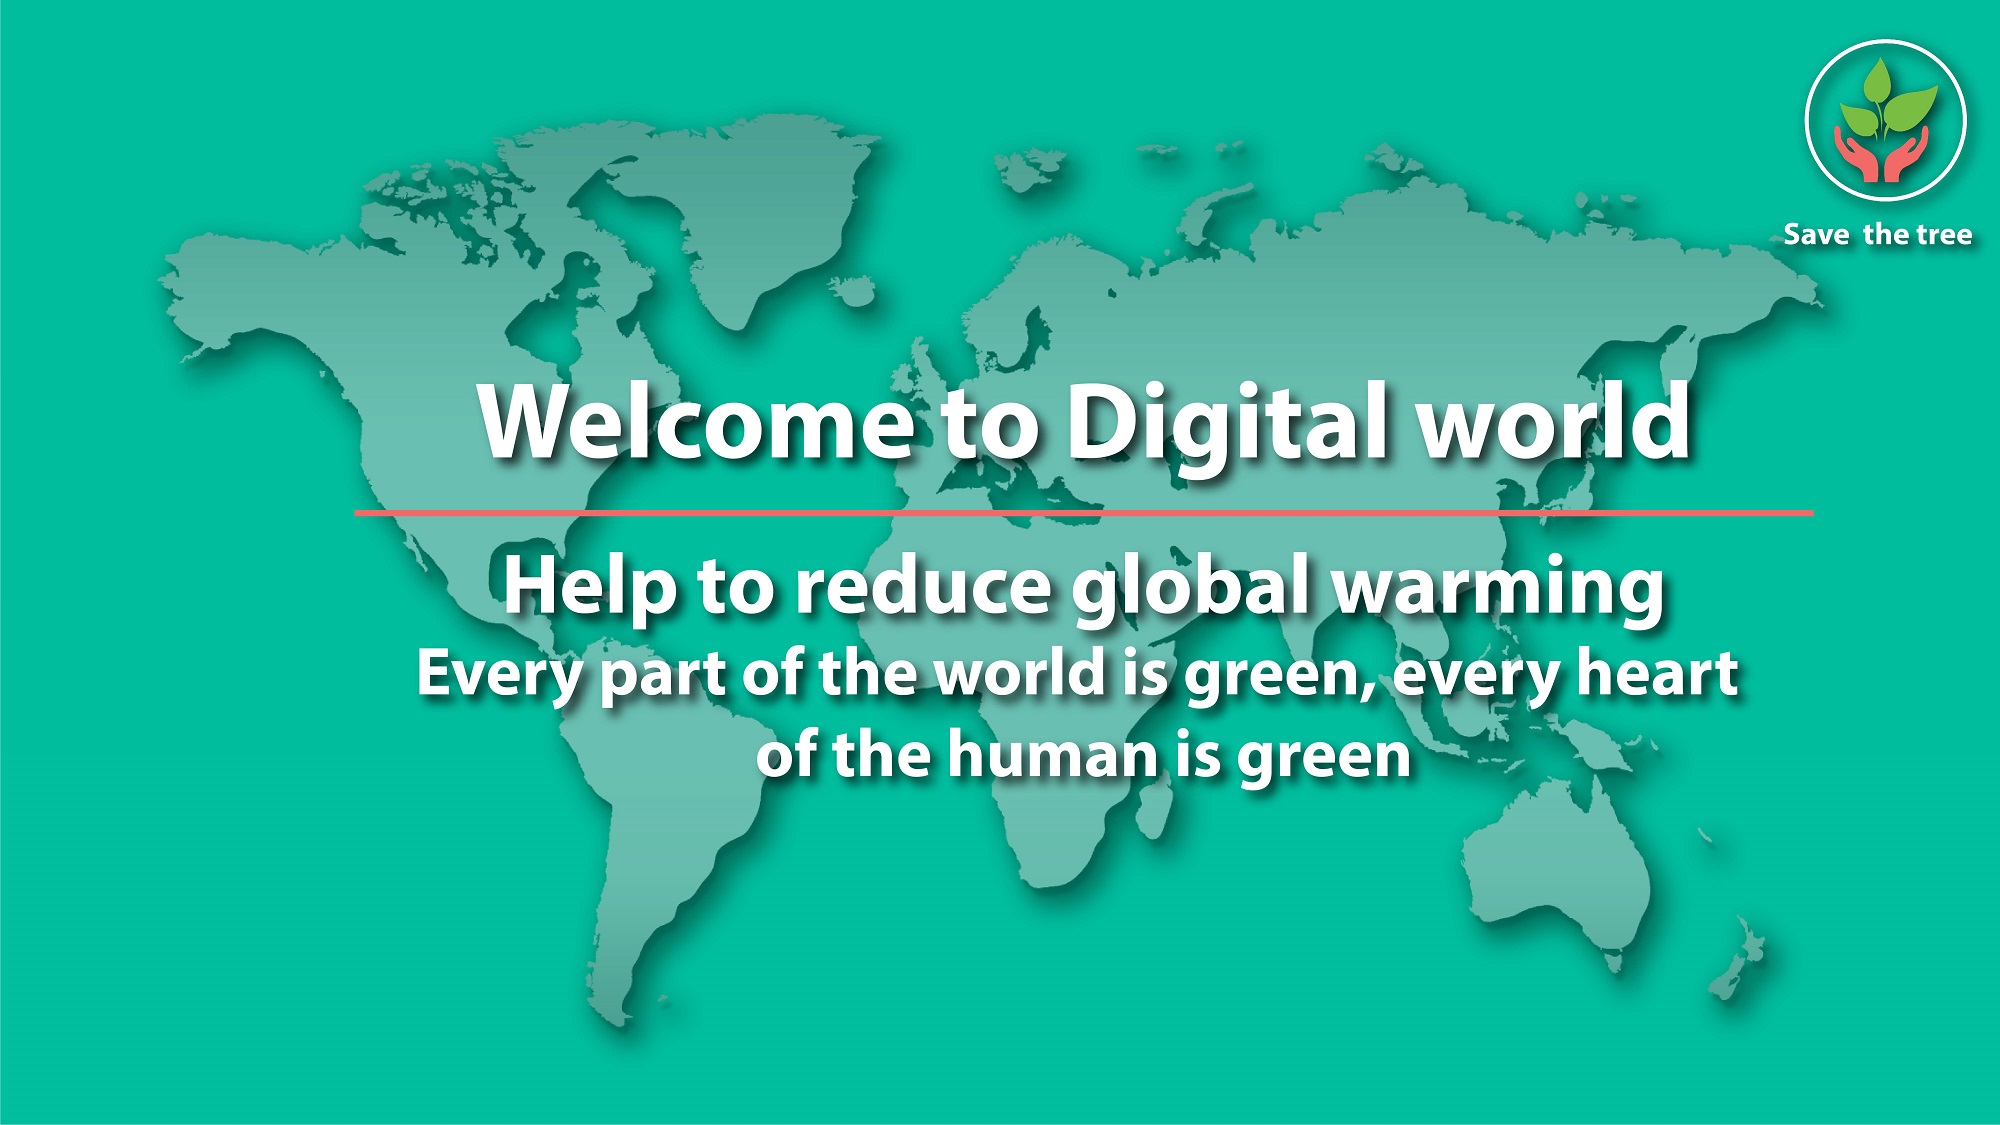 Save the tree
Welcome to Digital world
Help to reduce global warming
Every part of the world is green, every heart
of the human is green